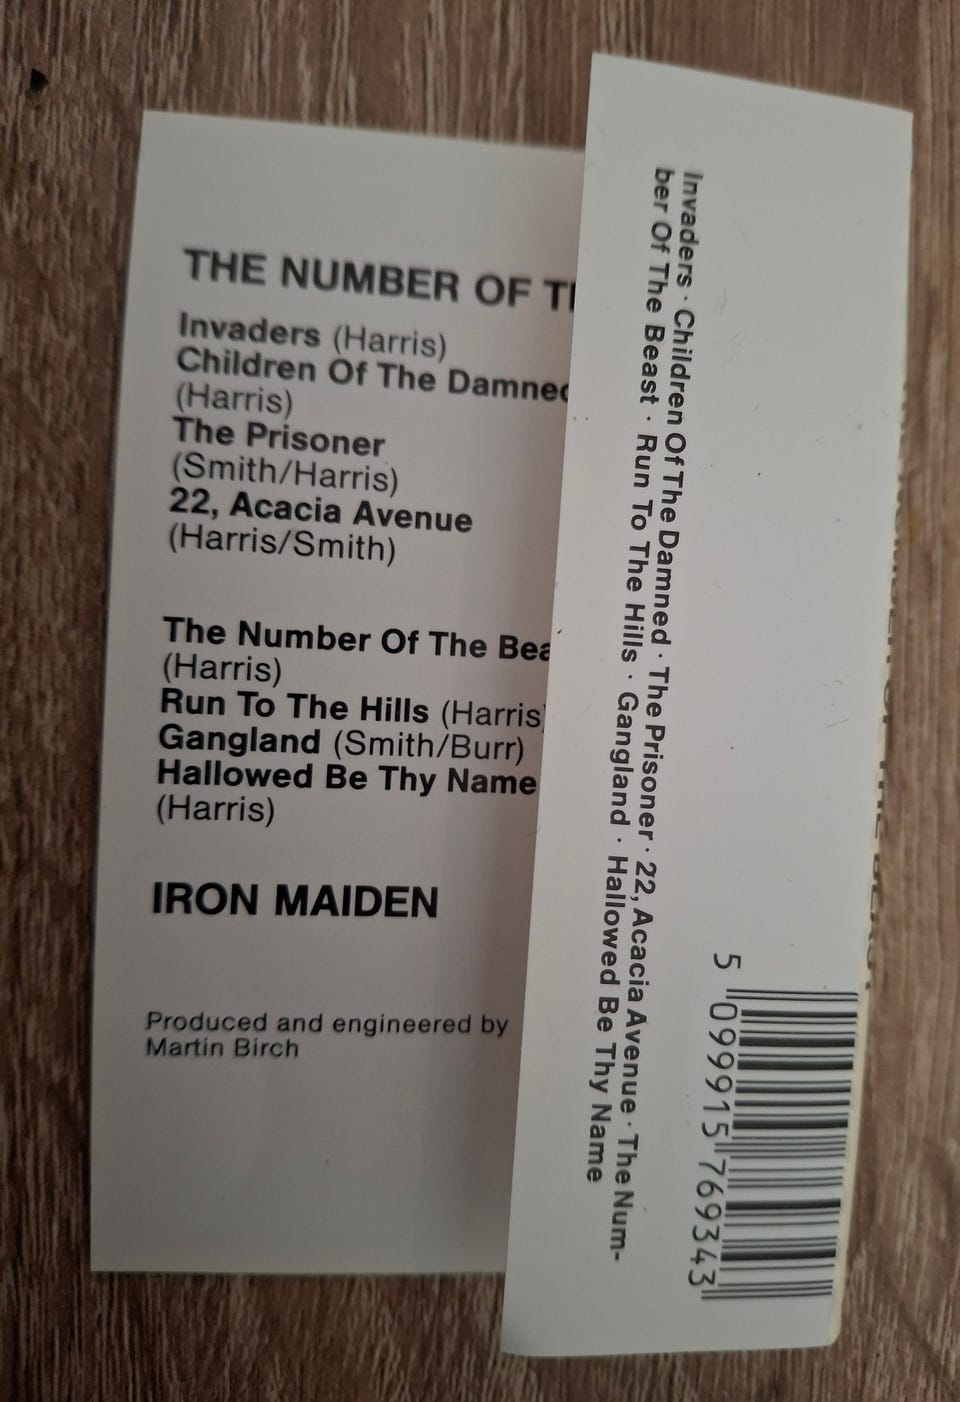 THE NUMBER OF
Invaders (Harris)
Children Of The Damned
(Harris)
The Prisoner
(Smith/Harris)
22, Acacia Avenue
(Harris/Smith)
The Number Of The Bea
(Harris)
Run To The Hills (Harris)
Gangland (Smith/Burr)
Hallowed Be Thy Name
(Harris)
IRON MAIDEN
Produced and engineered by
Martin Birch
Invaders · Children Of The Damned · The Prisoner · 22, Acacia Avenue · The Num-
ber Of The Beast · Run To The Hills · Gangland · Hallowed Be Thy Name
5 099915 769343